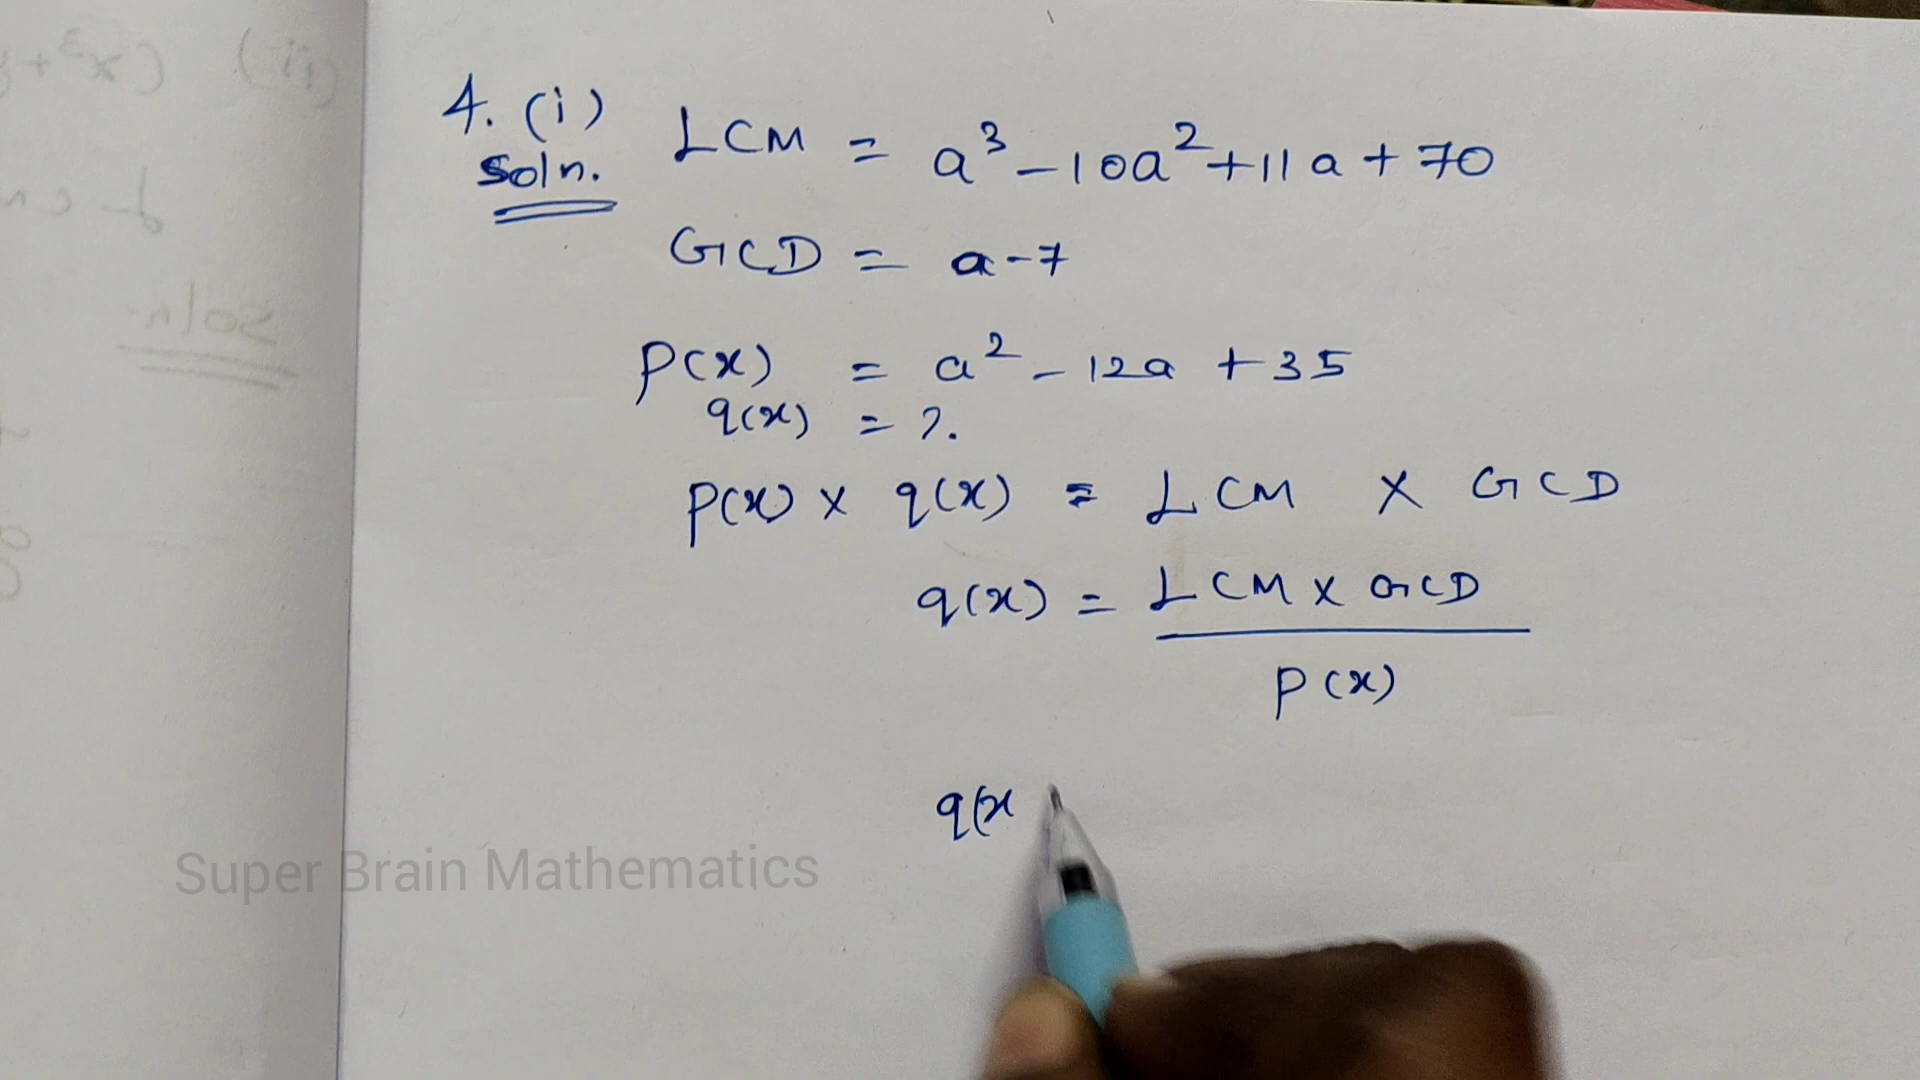 4. (i) LCM = a³ - 10a² + 11a + 70
Soln.
GCD = a - 7
P(x) = a² - 12a + 35
q(x) = ?.
P(x) x q(x) = LCM X GCD
q(x) = LCM x GCD
P(x)
q(x
Super Brain Mathematics